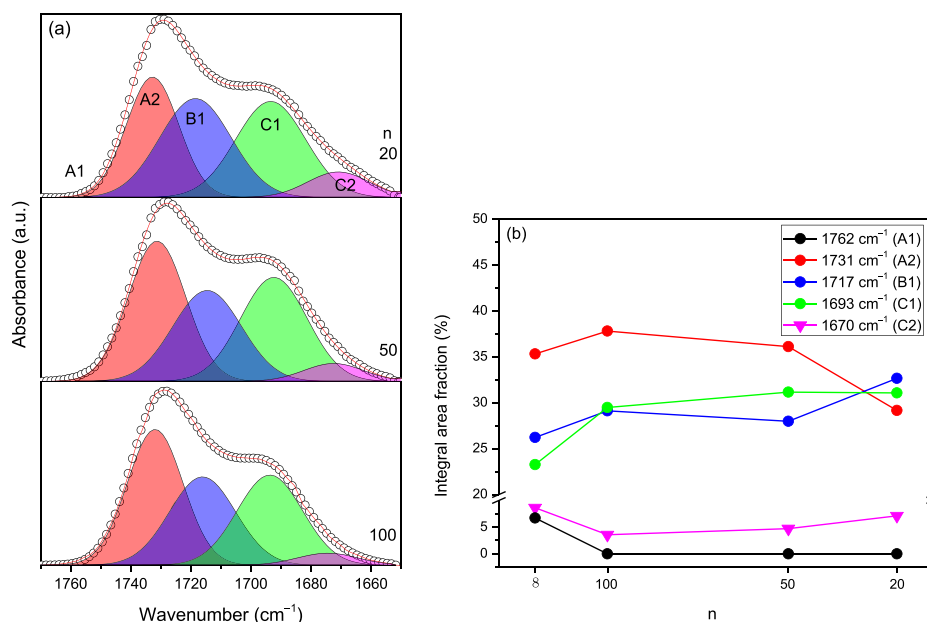 (a)
A1
A2
B1
C1
C2
n
20
50
100
Absorbance (a.u.)
1760
1740
1720
1700
1680
1660
Wavenumber (cm⁻¹)
(b)
1762 cm⁻¹ (A1)
1731 cm⁻¹ (A2)
1717 cm⁻¹ (B1)
1693 cm⁻¹ (C1)
1670 cm⁻¹ (C2)
Integral area fraction (%)
50
45
40
35
30
25
20
5
0
8
100
50
20
n